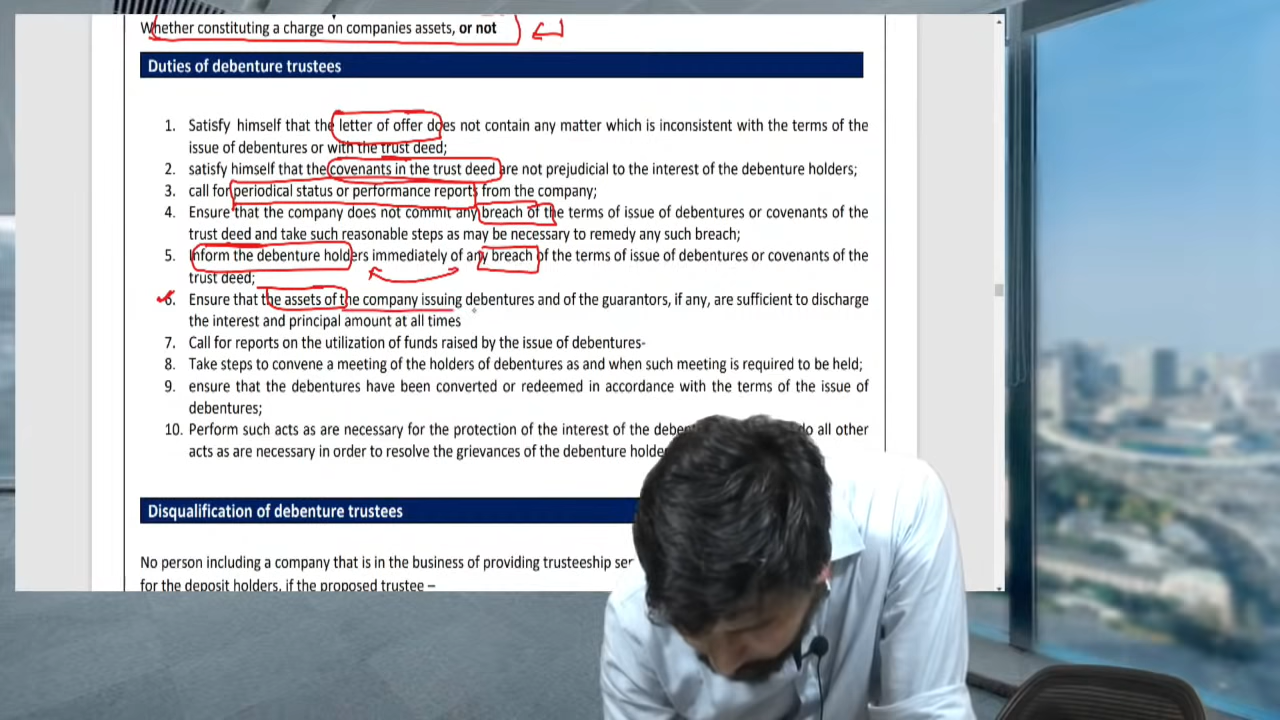 Whether constituting a charge on companies assets, or not
Duties of debenture trustees
1. Satisfy himself that the letter of offer does not contain any matter which is inconsistent with the terms of the
issue of debentures or with the trust deed;
2. satisfy himself that the covenants in the trust deed are not prejudicial to the interest of the debenture holders;
3. call for periodical status or performance reports from the company;
4. Ensure that the company does not commit any breach of the terms of issue of debentures or covenants of the
trust deed and take such reasonable steps as may be necessary to remedy any such breach;
5. Inform the debenture holders immediately of any breach of the terms of issue of debentures or covenants of the
trust deed;
6. Ensure that the assets of the company issuing debentures and of the guarantors, if any, are sufficient to discharge
the interest and principal amount at all times
7. Call for reports on the utilization of funds raised by the issue of debentures-
8. Take steps to convene a meeting of the holders of debentures as and when such meeting is required to be held;
9. ensure that the debentures have been converted or redeemed in accordance with the terms of the issue of
debentures;
10. Perform such acts as are necessary for the protection of the interest of the all other
acts as are necessary in order to resolve the grievances of the debenture
Disqualification of debenture trustees
No person including a company that is in the business of providing trusteeship
for the deposit holders, if the proposed trustee –